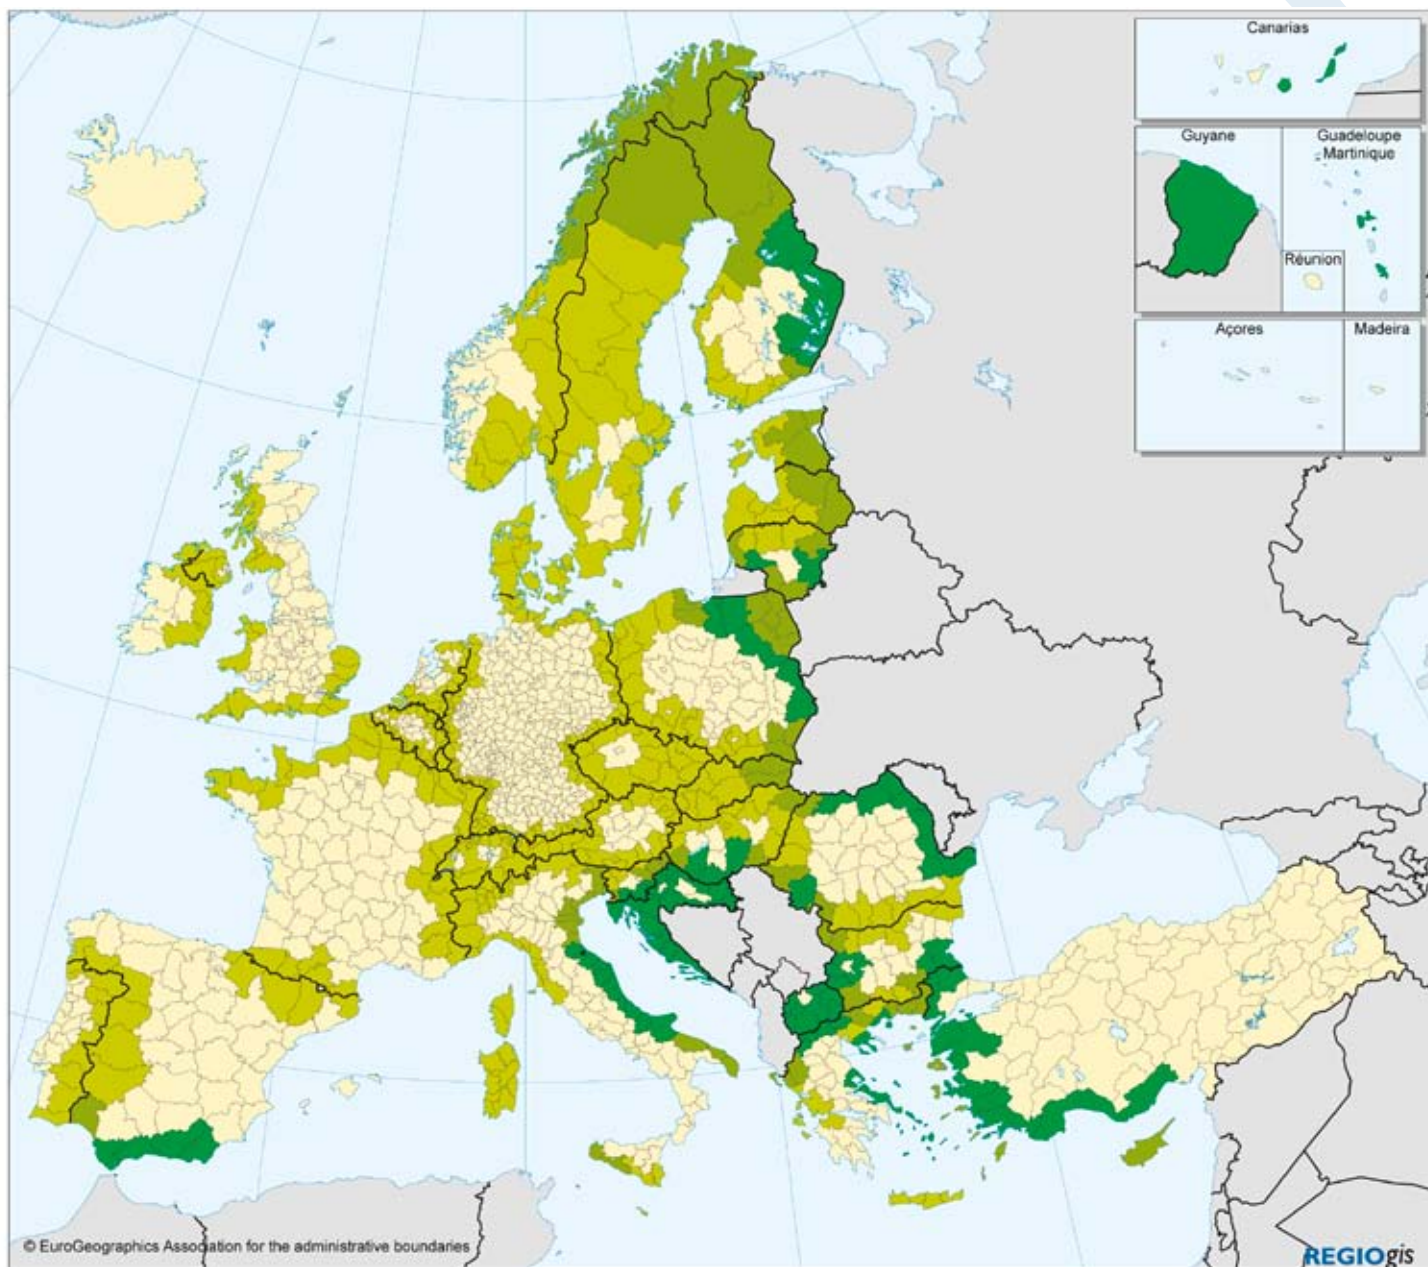 Canarias
Guyane
Guadeloupe
Martinique
Réunion
Açores
Madeira
© EuroGeographics Association for the administrative boundaries
REGIOgis